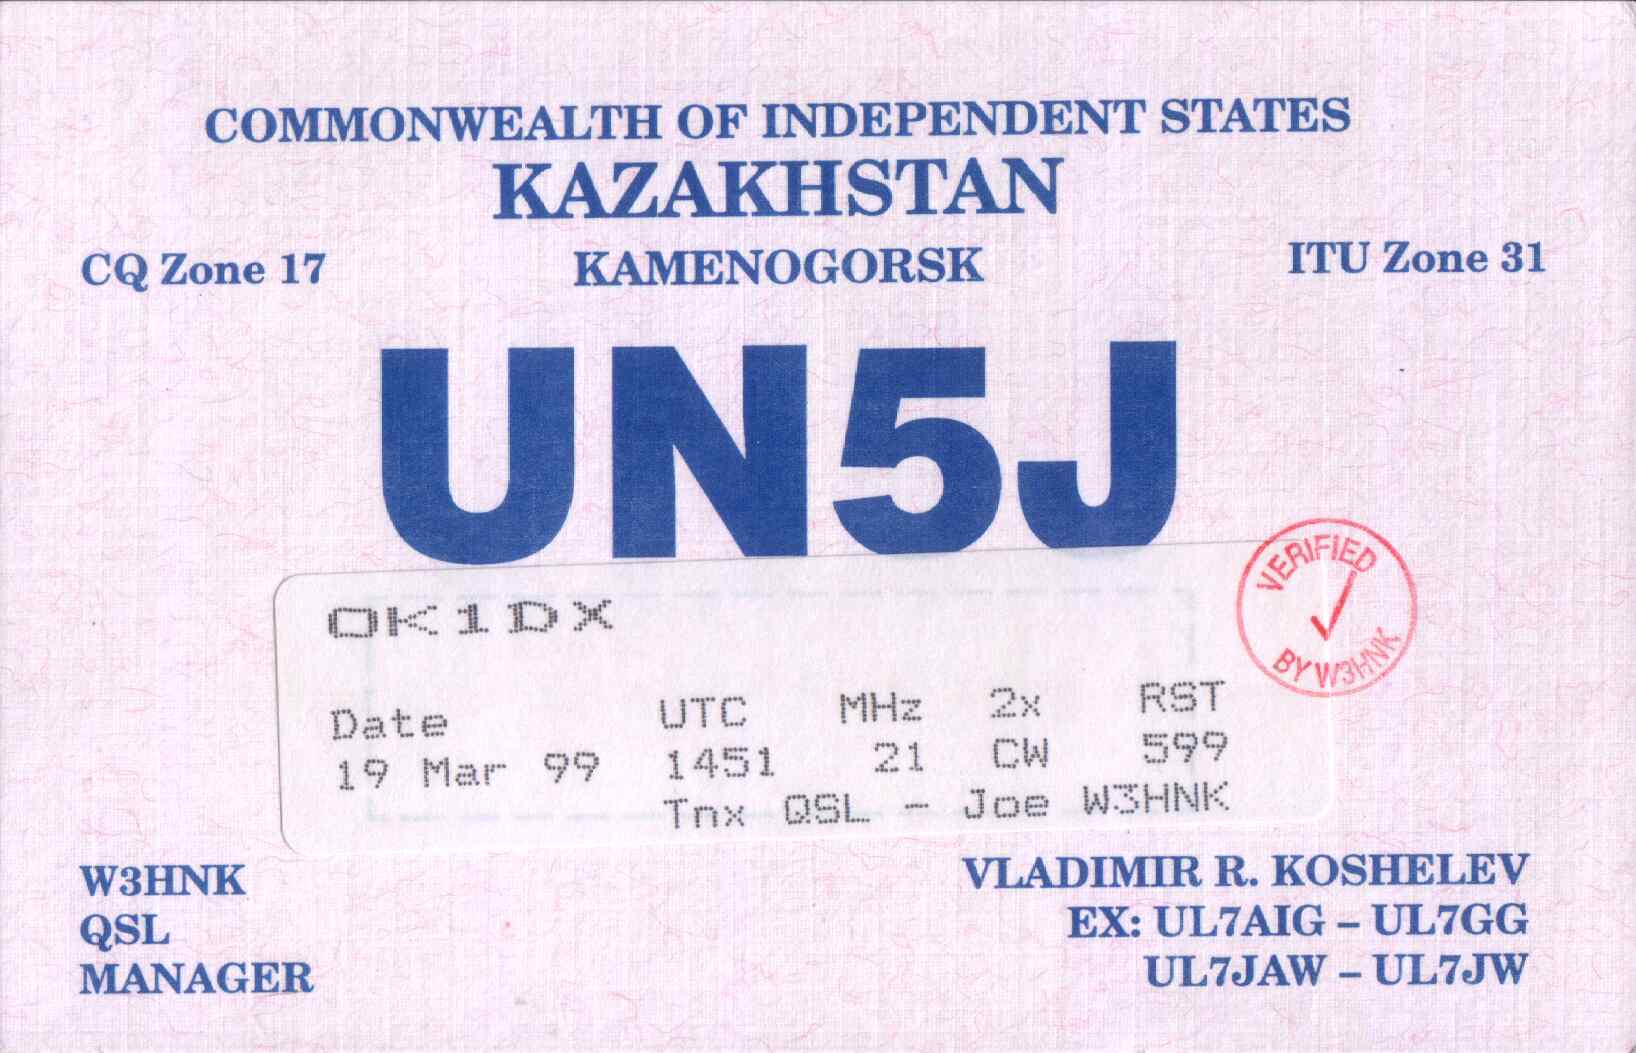 COMMONWEALTH OF INDEPENDENT STATES
KAZAKHSTAN
CQ Zone 17 KAMENOGORSK ITU Zone 31
UN5J
VERIFIED
BY W3HNK
OK1DX
Date UTC MHz 2x RST
19 Mar 99 1451 21 CW 599
Tnx QSL - Joe W3HNK
W3HNK
QSL
MANAGER
VLADIMIR R. KOSHELEV
EX: UL7AIG – UL7GG
UL7JAW – UL7JW